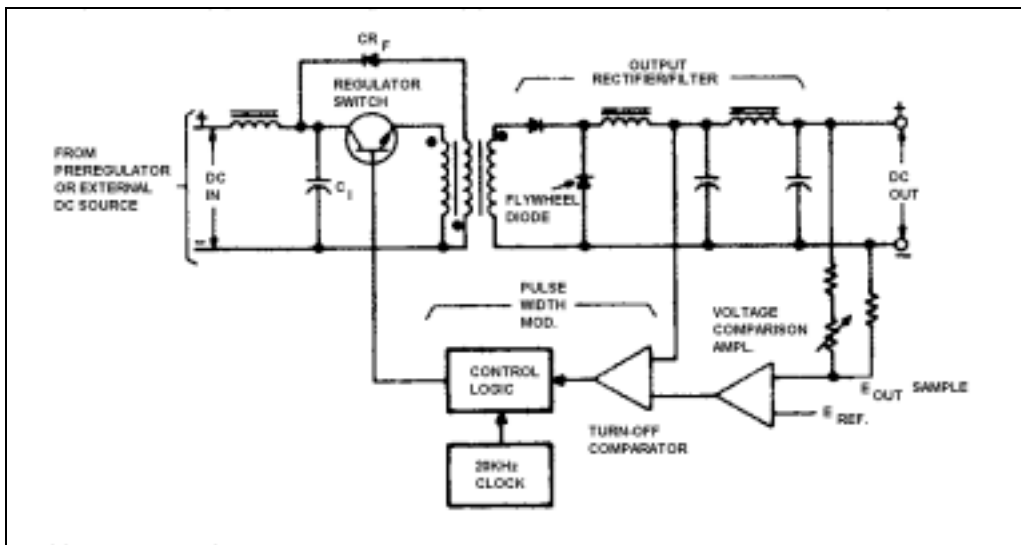 CR F
REGULATOR
SWITCH
OUTPUT
RECTIFIER/FILTER
+
+
FROM
PREREGULATOR
OR EXTERNAL
DC SOURCE
DC
IN
C I
FLYWHEEL
DIODE
DC
OUT
-
-
PULSE
WIDTH
MOD.
VOLTAGE
COMPARISON
AMPL.
CONTROL
LOGIC
E OUT SAMPLE
E REF.
TURN-OFF
COMPARATOR
20KHz
CLOCK